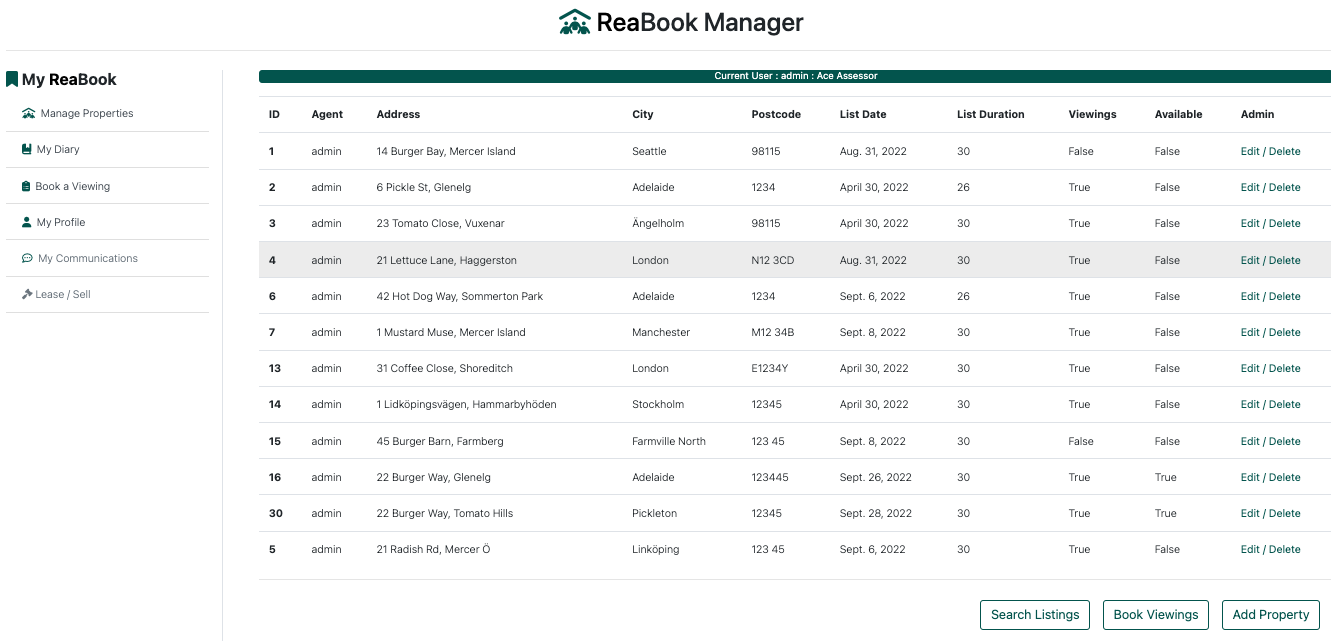 ReaBook Manager
My ReaBook
Manage Properties
My Diary
Book a Viewing
My Profile
My Communications
Lease / Sell
Current User : admin : Ace Assessor
ID Agent Address City Postcode List Date List Duration Viewings Available Admin
1 admin 14 Burger Bay, Mercer Island Seattle 98115 Aug. 31, 2022 30 False False Edit / Delete
2 admin 6 Pickle St, Glenelg Adelaide 1234 April 30, 2022 26 True False Edit / Delete
3 admin 23 Tomato Close, Vuxenar Ängelholm 98115 April 30, 2022 30 True False Edit / Delete
4 admin 21 Lettuce Lane, Haggerston London N12 3CD Aug. 31, 2022 30 True False Edit / Delete
6 admin 42 Hot Dog Way, Sommerton Park Adelaide 1234 Sept. 6, 2022 26 True False Edit / Delete
7 admin 1 Mustard Muse, Mercer Island Manchester M12 34B Sept. 8, 2022 30 True False Edit / Delete
13 admin 31 Coffee Close, Shoreditch London E1234Y April 30, 2022 30 True False Edit / Delete
14 admin 1 Lidköpingsvägen, Hammarbyhöden Stockholm 12345 April 30, 2022 30 True False Edit / Delete
15 admin 45 Burger Barn, Farmberg Farmville North 123 45 Sept. 8, 2022 30 False False Edit / Delete
16 admin 22 Burger Way, Glenelg Adelaide 123445 Sept. 26, 2022 30 True True Edit / Delete
30 admin 22 Burger Way, Tomato Hills Pickleton 12345 Sept. 28, 2022 30 True True Edit / Delete
5 admin 21 Radish Rd, Mercer Ö Linköping 123 45 Sept. 6, 2022 30 True False Edit / Delete
Search Listings Book Viewings Add Property